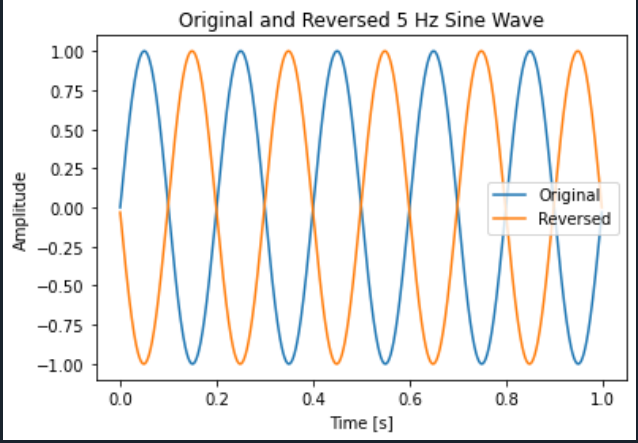 Original and Reversed 5 Hz Sine Wave
1.00
0.75
0.50
0.25
0.00
−0.25
−0.50
−0.75
−1.00
Amplitude
Original
Reversed
0.0 0.2 0.4 0.6 0.8 1.0
Time [s]